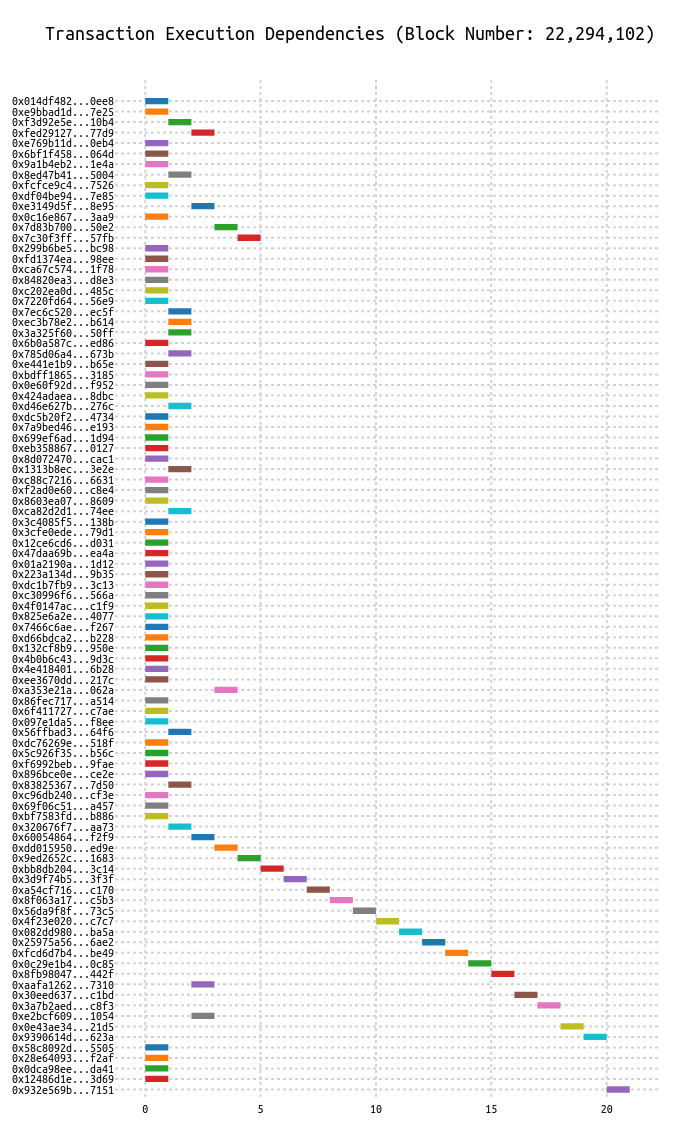 Transaction Execution Dependencies (Block Number: 22,294,102)
0x014df482...0ee8
0xe9bbad1d...7e25
0xf3d92e5e...10b4
0xfed29127...77d9
0xe769b11d...0eb4
0x6bf1f458...064d
0x9a1b4eb2...1e4a
0x8ed47b41...5004
0xfcfce9c4...7526
0xdf04be94...7e85
0xe3149d5f...8e95
0x0c16e867...3aa9
0x7d83b700...50e2
0x7c30f3ff...57fb
0x299b6be5...bc98
0xfd1374ea...98ee
0xca67c574...1f78
0x84820ea3...d8e3
0xc202ea0d...485c
0x7220fd64...56e9
0x7ec6c520...ec5f
0xec3b78e2...b614
0x3a325f60...50ff
0x6b0a587c...ed86
0x785d06a4...673b
0xe441e1b9...b65e
0xbdff1865...3185
0x0e60f92d...f952
0x424adaea...8dbc
0xd46e627b...276c
0xdc5b20f2...4734
0x7a9bed46...e193
0x699ef6ad...1d94
0xeb358867...0127
0x8d072470...cac1
0x1313b8ec...3e2e
0xc88c7216...6631
0xf2ad0e60...c8e4
0x8603ea07...8609
0xca82d2d1...74ee
0x3c4085f5...138b
0x3cfe0ede...79d1
0x12ce6cd6...d031
0x47daa69b...ea4a
0x01a2190a...1d12
0x223a134d...9b35
0xdc1b7fb9...3c13
0xc30996f6...566a
0x4f0147ac...c1f9
0x825e6a2e...4077
0x7466c6ae...f267
0xd66bdca2...b228
0x132cf8b9...950e
0x4b0b6c43...9d3c
0x4e418401...6b28
0xee3670dd...217c
0xa353e21a...062a
0x86fec717...a514
0x6f411727...c7ae
0x097e1da5...f8ee
0x56ffbad3...64f6
0xdc76269e...518f
0x5c926f35...b56c
0xf6992beb...9fae
0x896bce0e...ce2e
0x83825367...7d50
0xc96db240...cf3e
0x69f06c51...a457
0xbf7583fd...b886
0x320676f7...aa73
0x60054864...f2f9
0xdd015950...ed9e
0x9ed2652c...1683
0xbb8db204...3c14
0x3d9f74b5...3f3f
0xa54cf716...c170
0x8f063a17...c5b3
0x56da9f8f...73c5
0x4f23e020...c7c7
0x082dd980...ba5a
0x25975a56...6ae2
0xfcd6d7b4...be49
0x0c29e1b4...0c85
0x8fb98047...442f
0xaafa1262...7310
0x30eed637...c1bd
0x3a7b2aed...c8f3
0xe2bcf609...1054
0x0e43ae34...21d5
0x9390614d...623a
0x58c8092d...5505
0x28e64093...f2af
0x0dca98ee...da41
0x12486d1e...3d69
0x932e569b...7151
0 5 10 15 20